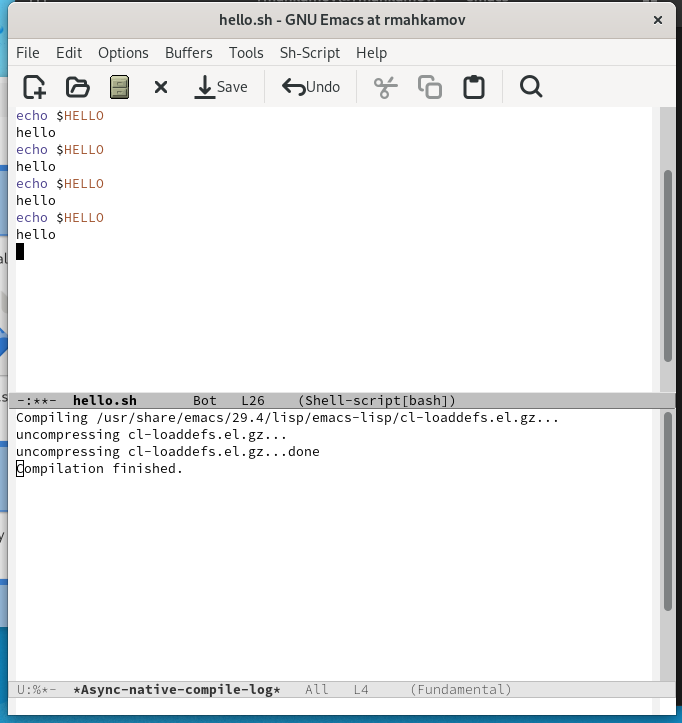 hello.sh - GNU Emacs at rmahkamov
File Edit Options Buffers Tools Sh-Script Help
Save Undo
echo $HELLO
hello
echo $HELLO
hello
echo $HELLO
hello
echo $HELLO
hello
-:**- hello.sh Bot L26 (Shell-script[bash])
Compiling /usr/share/emacs/29.4/lisp/emacs-lisp/cl-loaddefs.el.gz...
uncompressing cl-loaddefs.el.gz...
uncompressing cl-loaddefs.el.gz...done
Compilation finished.
U:%*- *Async-native-compile-log* All L4 (Fundamental)